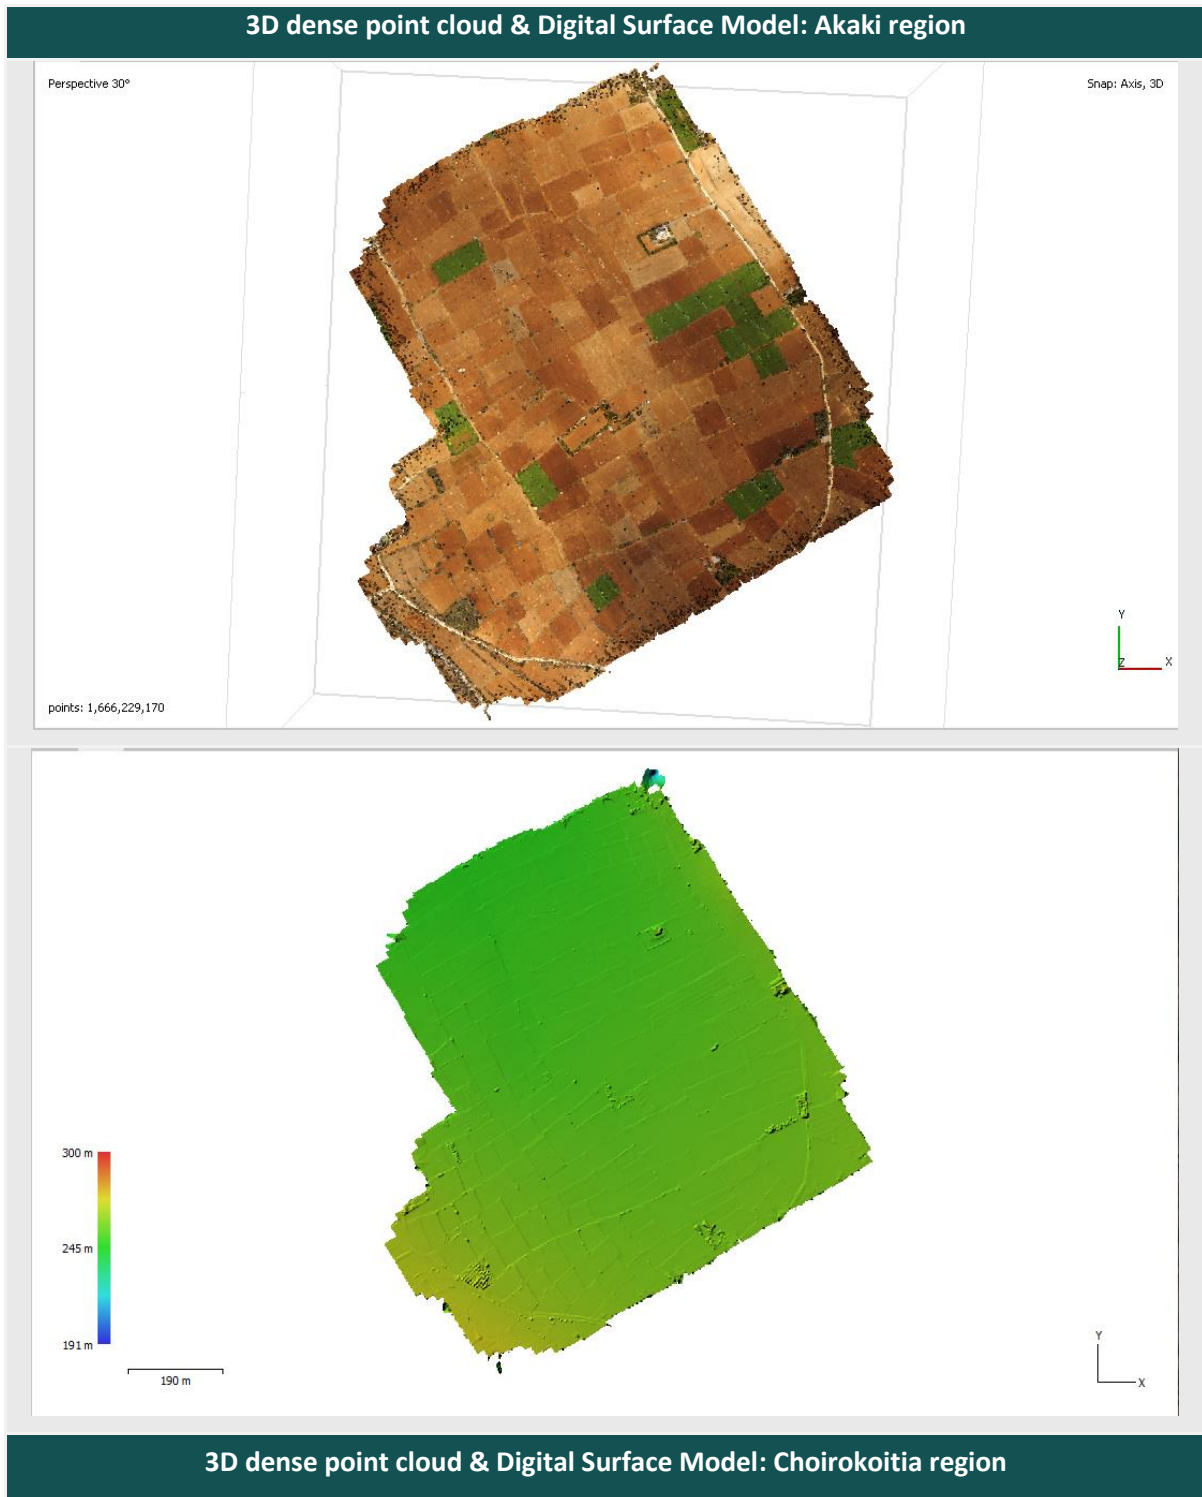 3D dense point cloud & Digital Surface Model: Akaki region
Perspective 30°
Snap: Axis, 3D
Y
Z
X
points: 1,666,229,170
300 m
245 m
191 m
190 m
Y
X
3D dense point cloud & Digital Surface Model: Choirokoitia region